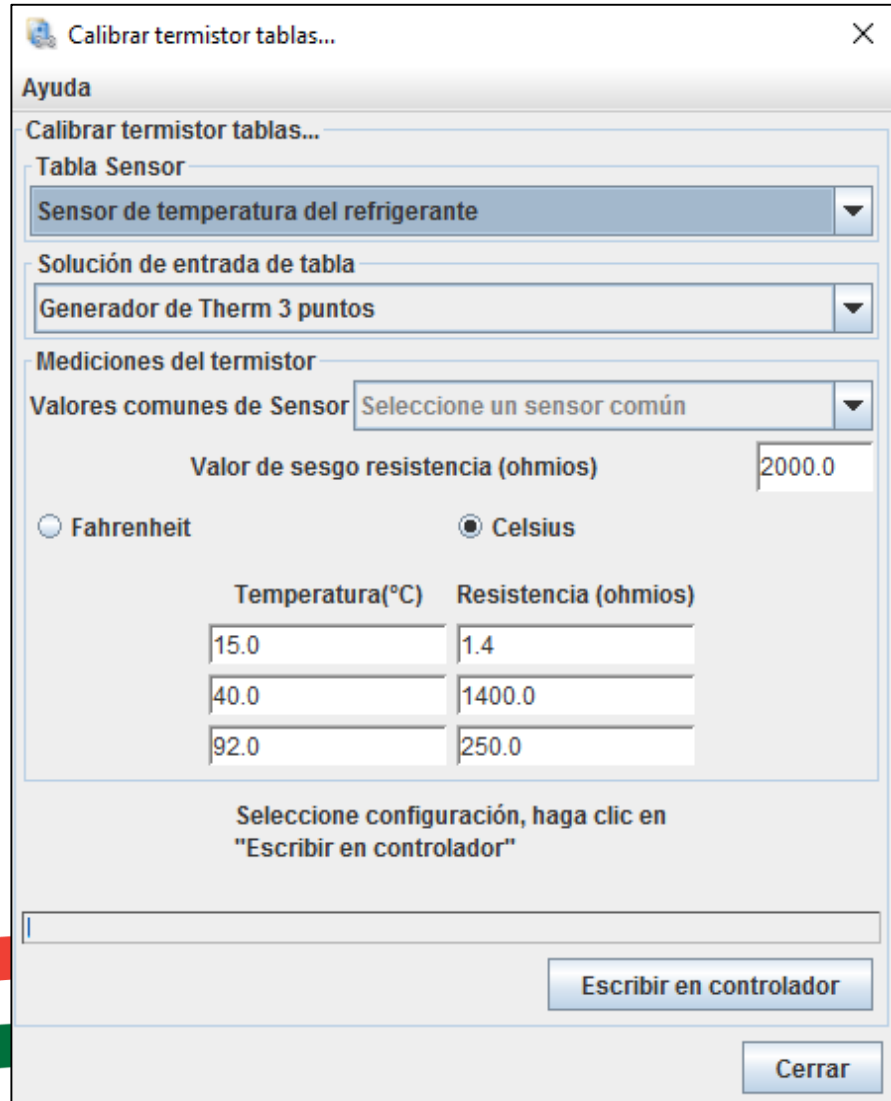 Calibrar termistor tablas...
Ayuda
Calibrar termistor tablas...
Tabla Sensor
Sensor de temperatura del refrigerante
Solución de entrada de tabla
Generador de Therm 3 puntos
Mediciones del termistor
Valores comunes de Sensor Seleccione un sensor común
Valor de sesgo resistencia (ohmios) 2000.0
Fahrenheit Celsius
Temperatura(°C) Resistencia (ohmios)
15.0 1.4
40.0 1400.0
92.0 250.0
Seleccione configuración, haga clic en
"Escribir en controlador"
Escribir en controlador
Cerrar